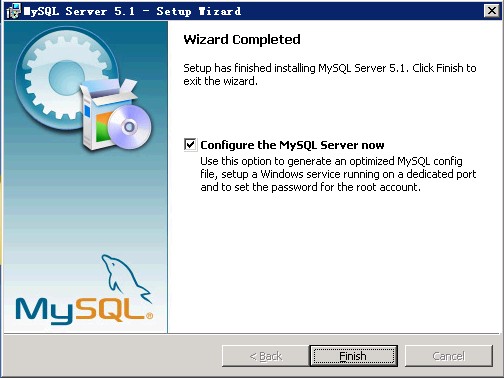 MySQL Server 5.1 - Setup Wizard
Wizard Completed
Setup has finished installing MySQL Server 5.1. Click Finish to
exit the wizard.
Configure the MySQL Server now
Use this option to generate an optimized MySQL config
file, setup a Windows service running on a dedicated port
and to set the password for the root account.
MySQL®
< Back
Finish
Cancel